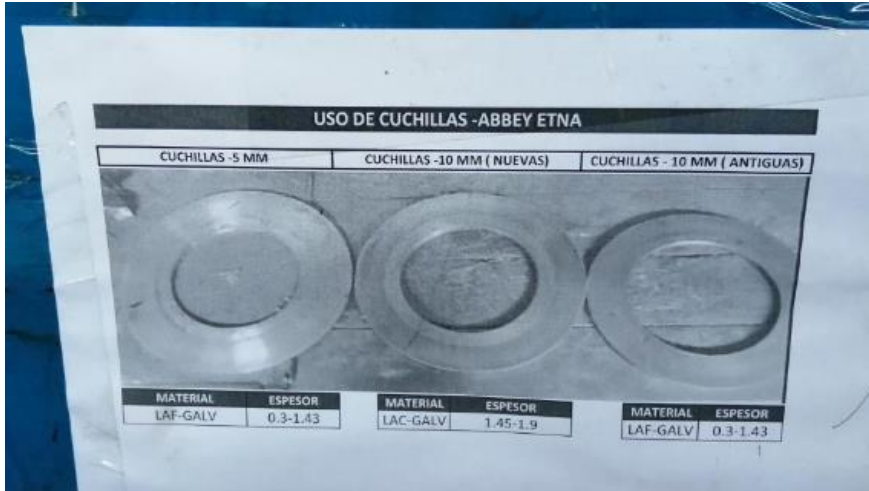 USO DE CUCHILLAS -ABBEY ETNA
CUCHILLAS -5 MM
CUCHILLAS -10 MM ( NUEVAS)
CUCHILLAS - 10 MM ( ANTIGUAS)
MATERIAL ESPESOR
LAF-GALV 0.3-1.43
MATERIAL ESPESOR
LAC-GALV 1.45-1.9
MATERIAL ESPESOR
LAF-GALV 0.3-1.43